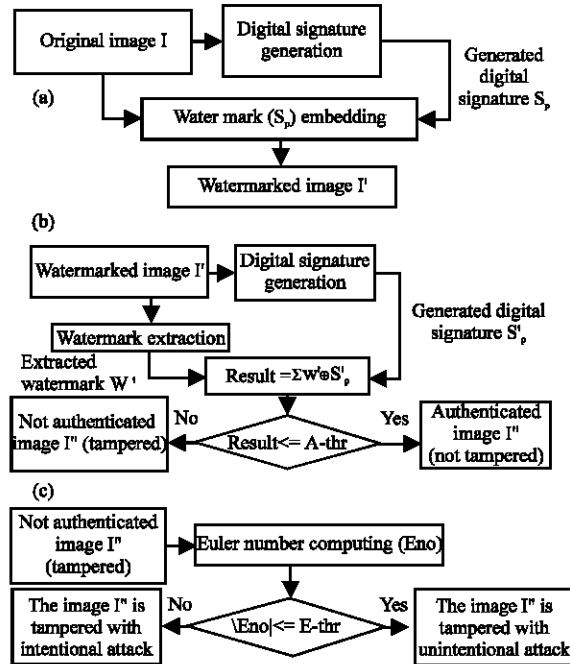 Original image I
Digital signature
generation
Generated
digital
signature Sₚ
(a)
Water mark (Sₚ) embedding
Watermarked image I'
(b)
Watermarked image I'
Digital signature
generation
Generated digital
signature S'ₚ
Watermark extraction
Extracted
watermark W'
Result =Σw'⊕S'ₚ
Not authenticated
image I" (tampered)
No
Result<= A-thr
Yes
Authenticated
image I"
(not tampered)
(c)
Not authenticated
image I"
(tampered)
Euler number computing (Eno)
The image I" is
tampered with
intentional attack
No
\Eno|<= E-thr
Yes
The image I" is
tampered with
unintentional attack